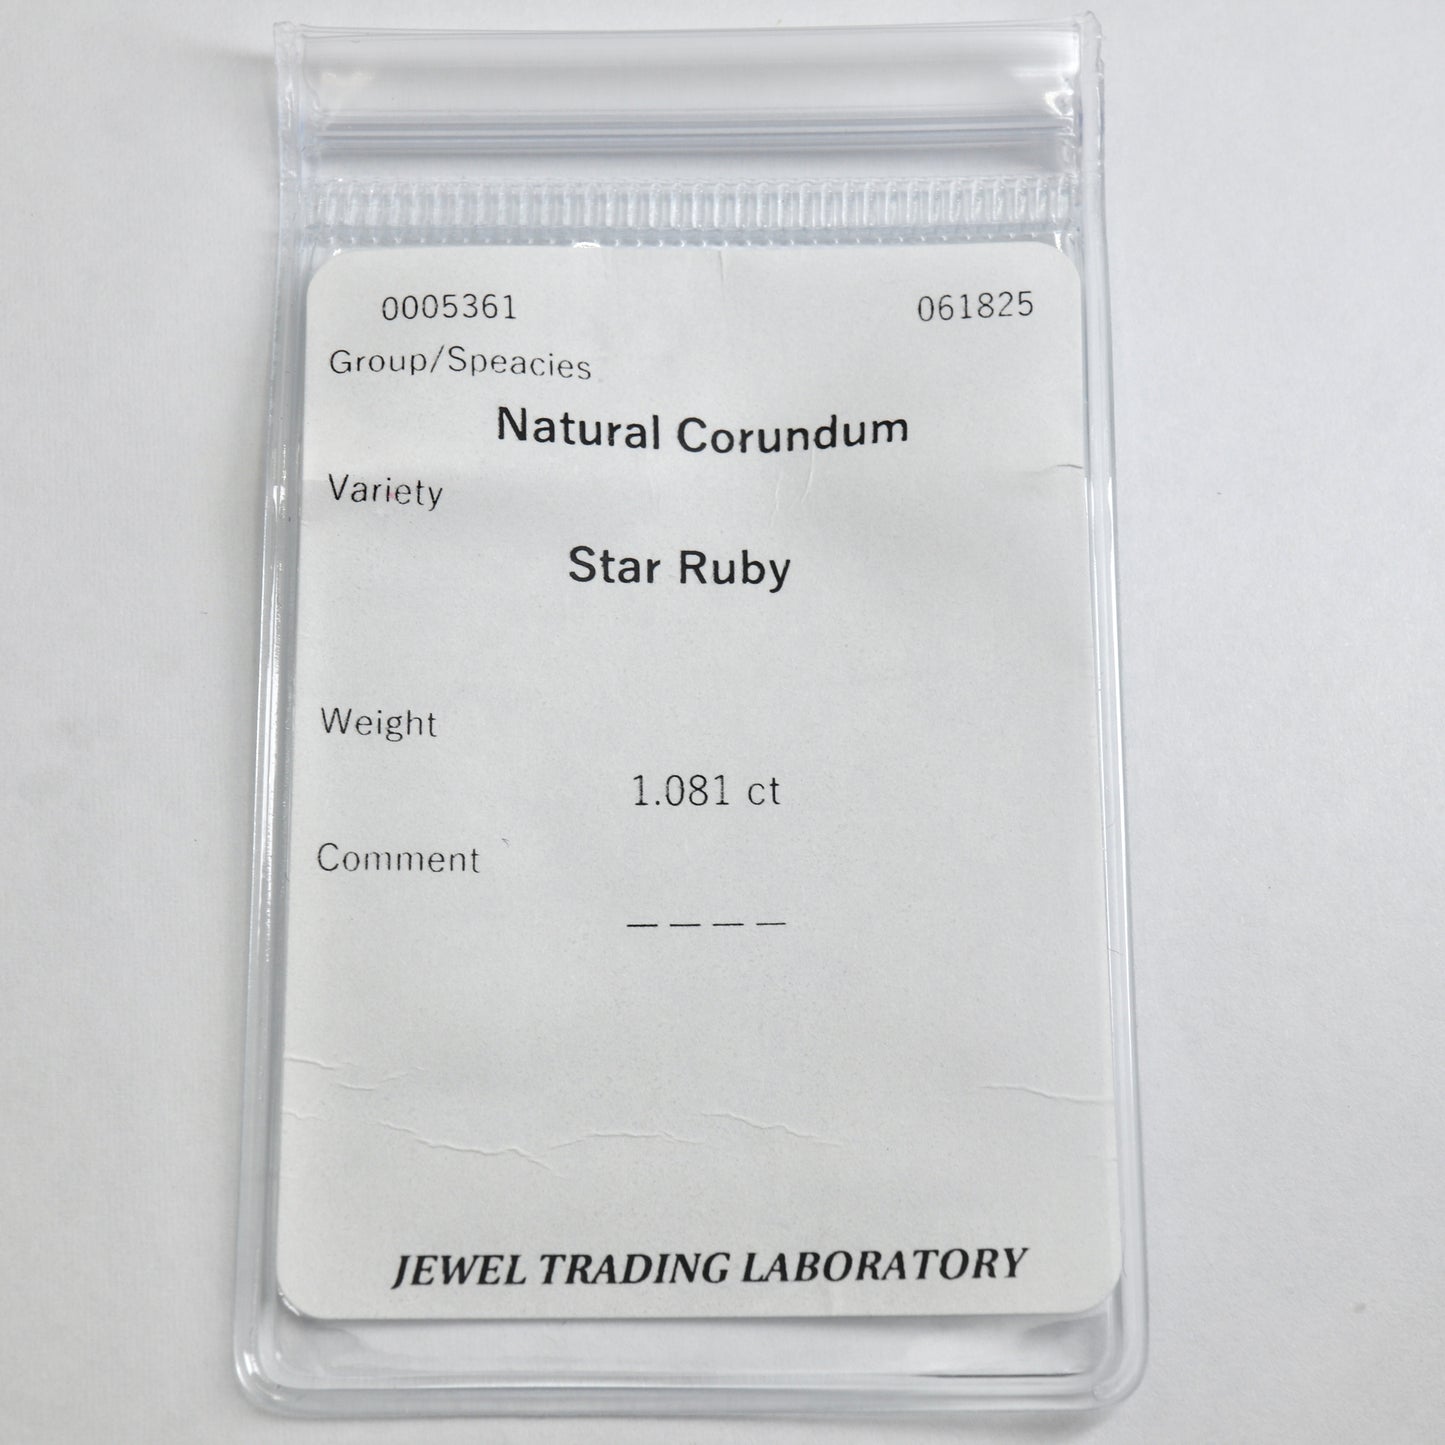 0005361 061825
Group/Speacies
Natural Corundum
Variety
Star Ruby
Weight
1.081 ct
Comment
— — — —
JEWEL TRADING LABORATORY